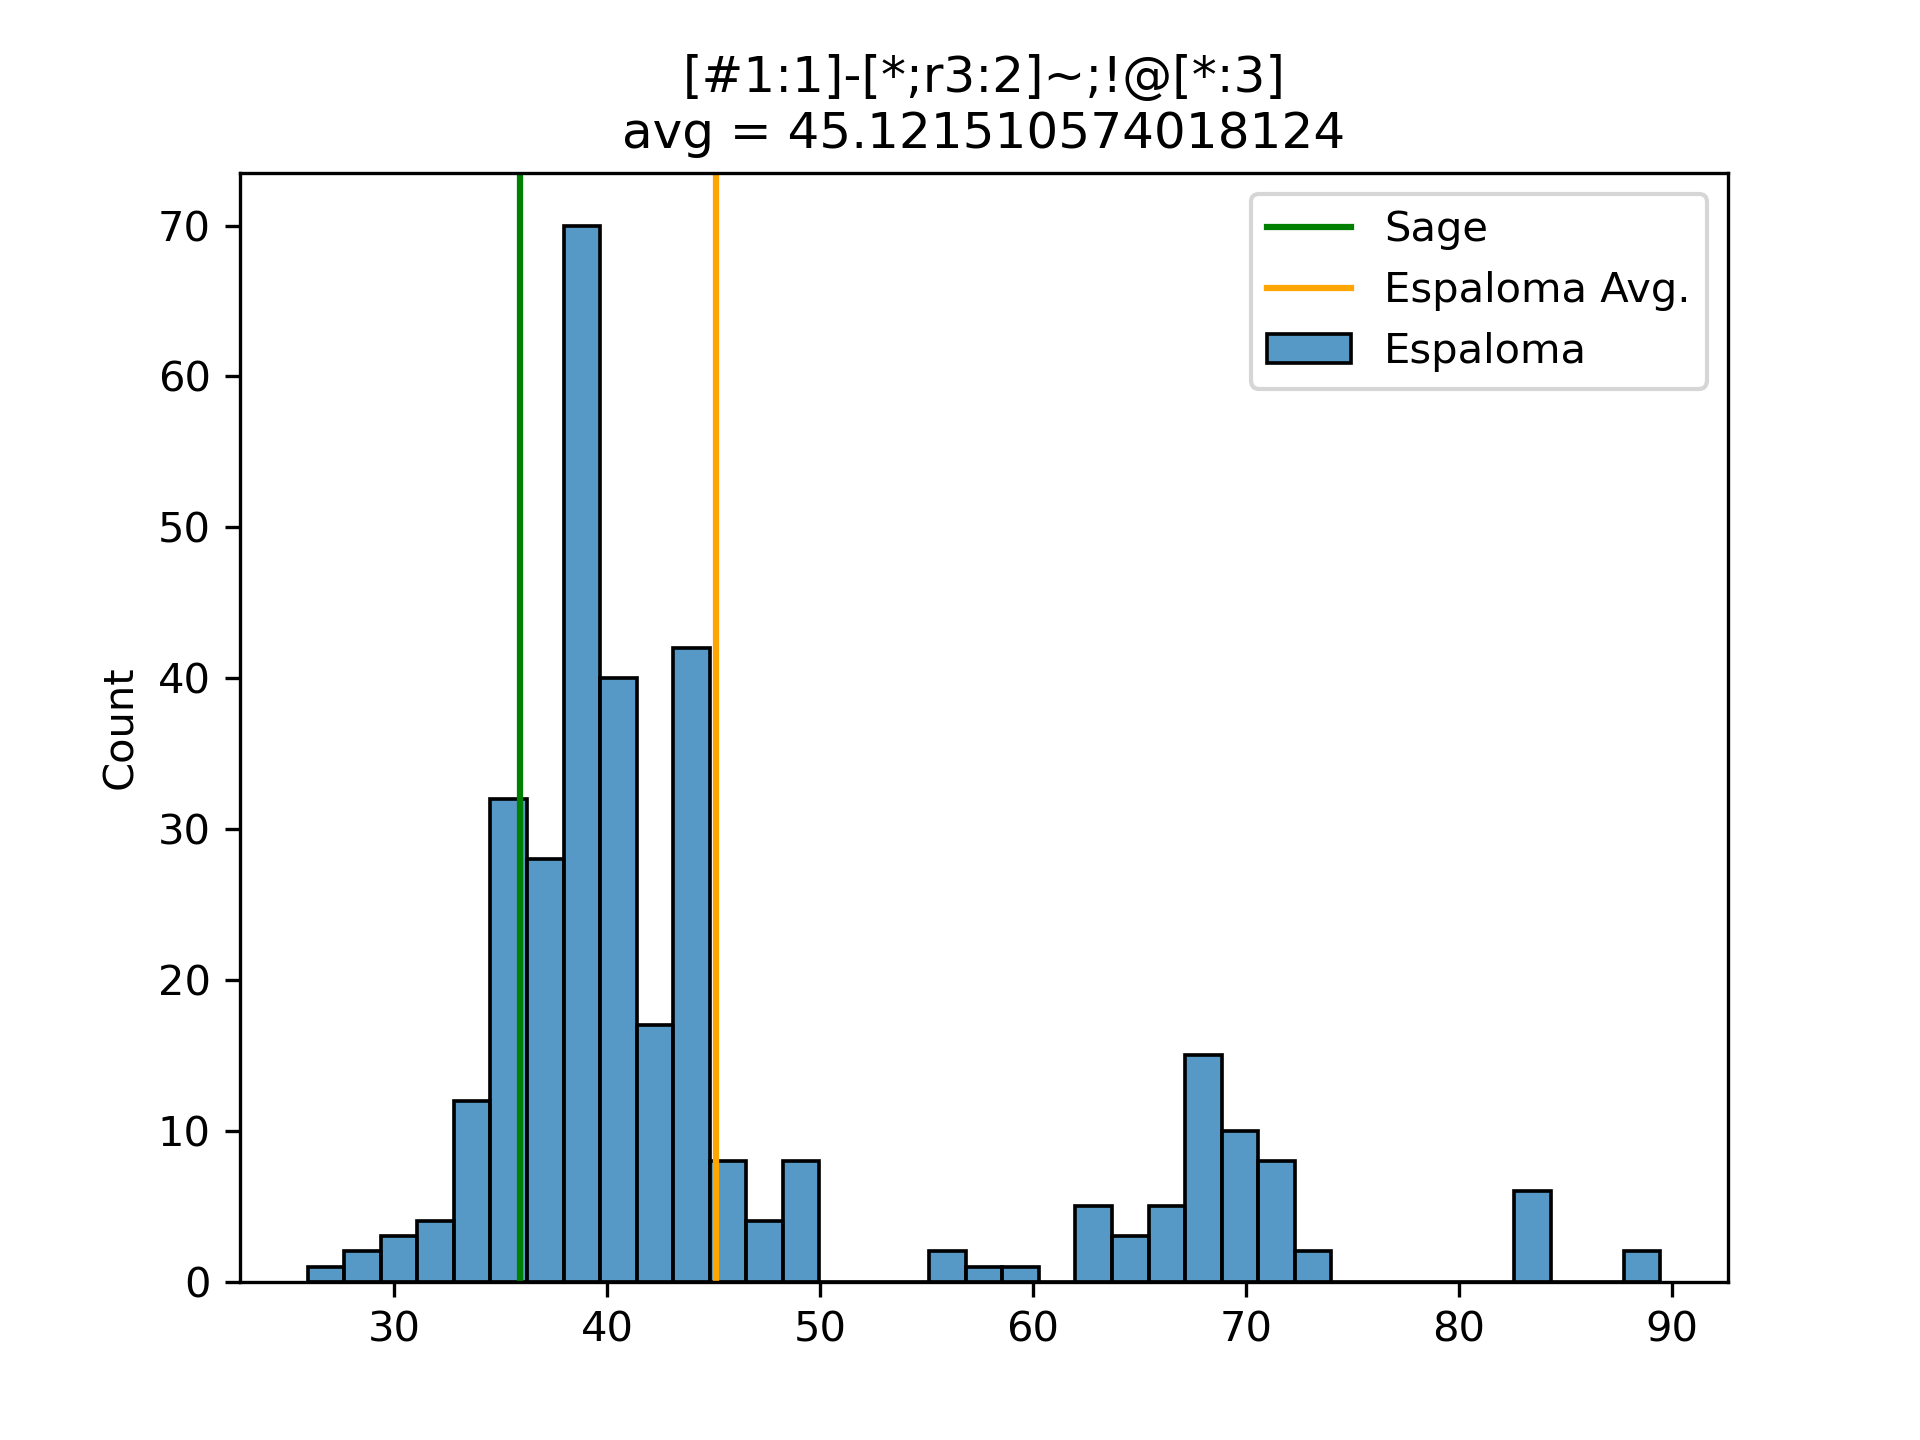 [#1:1]-[*;r3:2]~;!@[*:3]
avg = 45.121510574018124
Sage
Espaloma Avg.
Espaloma
Count
70
60
50
40
30
20
10
0
30 40 50 60 70 80 90